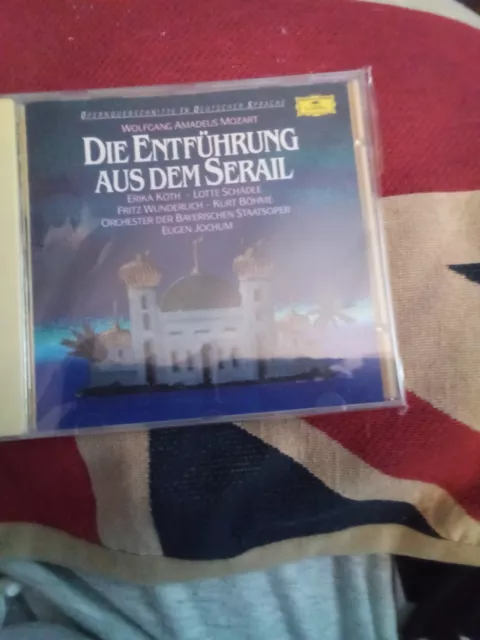 OPERNQUERSCHNITTE IN DEUTSCHER SPRACHE
WOLFGANG AMADEUS MOZART
DIE ENTFÜHRUNG
AUS DEM SERAIL
ERIKA KÖTH · LOTTE SCHÄDLE
FRITZ WUNDERLICH · KURT BÖHME
ORCHESTER DER BAYERISCHEN STAATSOPER
EUGEN JOCHUM